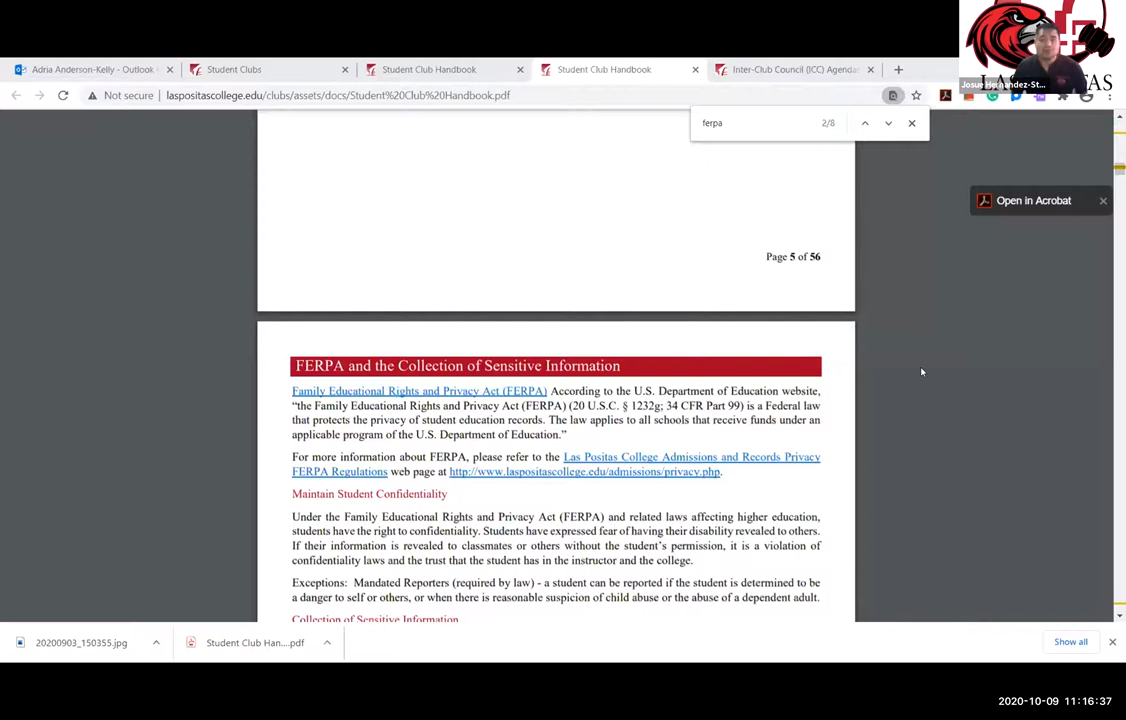 Adria Anderson-Kelly - Outlook
Student Clubs
Student Club Handbook
Student Club Handbook
Inter-Club Council (ICC) Agenda
Not secure | laspositascollege.edu/clubs/assets/docs/Student%20Club%20Handbook.pdf
Josue Hernandez-St...
ferpa 2/8
Open in Acrobat
Page 5 of 56
FERPA and the Collection of Sensitive Information
Family Educational Rights and Privacy Act (FERPA) According to the U.S. Department of Education website,
“the Family Educational Rights and Privacy Act (FERPA) (20 U.S.C. § 1232g; 34 CFR Part 99) is a Federal law
that protects the privacy of student education records. The law applies to all schools that receive funds under an
applicable program of the U.S. Department of Education.”
For more information about FERPA, please refer to the Las Positas College Admissions and Records Privacy
FERPA Regulations web page at http://www.laspositascollege.edu/admissions/privacy.php.
Maintain Student Confidentiality
Under the Family Educational Rights and Privacy Act (FERPA) and related laws affecting higher education,
students have the right to confidentiality. Students have expressed fear of having their disability revealed to others.
If their information is revealed to classmates or others without the student’s permission, it is a violation of
confidentiality laws and the trust that the student has in the instructor and the college.
Exceptions: Mandated Reporters (required by law) - a student can be reported if the student is determined to be
a danger to self or others, or when there is reasonable suspicion of child abuse or the abuse of a dependent adult.
Collection of Sensitive Information
20200903_150355.jpg
Student Club Han....pdf
Show all
2020-10-09 11:16:37